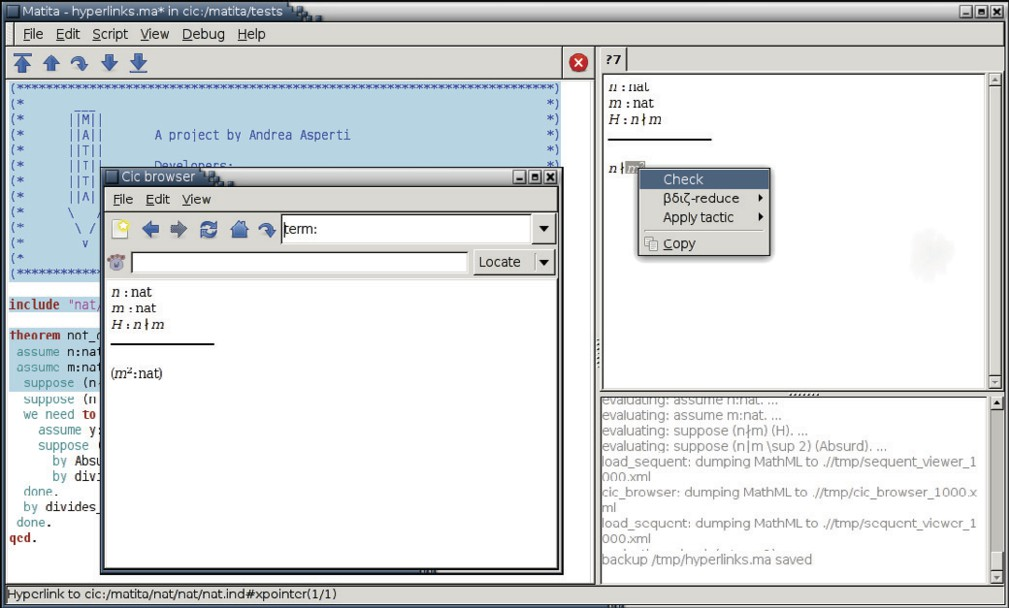 Matita - hyperlinks.ma* in cic:/matita/tests
File Edit Script View Debug Help
(***********************************************************************)
(* ___ *)
(* ||M|| *)
(* ||A|| A project by Andrea Asperti *)
(* ||T|| *)
(* ||I|| Developers:
(* ||T||
(* ||A|
(* \
(* \ /
(* v
(*
(**********
include "nat/
theorem not_
assume n:nat
assume m:nat
suppose (n
suppose (n
we need to
assume y:
suppose (
by Absu
by divi
done.
by divides_
done.
qed.
Cic browser
File Edit View
term:
Locate
n : nat
m : nat
H : n∤m
(m²:nat)
?7
n : nat
m : nat
H : n∤m
n∤m²
Check
βδιζ-reduce
Apply tactic
Copy
evaluating: assume n:nat. ...
evaluating: assume m:nat. ...
evaluating: suppose (n∤m) (H). ...
evaluating: suppose (n|m \sup 2) (Absurd). ...
load_sequent: dumping MathML to .//tmp/sequent_viewer_1
000.xml
cic_browser: dumping MathML to .//tmp/cic_browser_1000.x
ml
load_sequent: dumping MathML to .//tmp/sequent_viewer_1
000.xml
backup /tmp/hyperlinks.ma saved
Hyperlink to cic:/matita/nat/nat/nat.ind#xpointer(1/1)